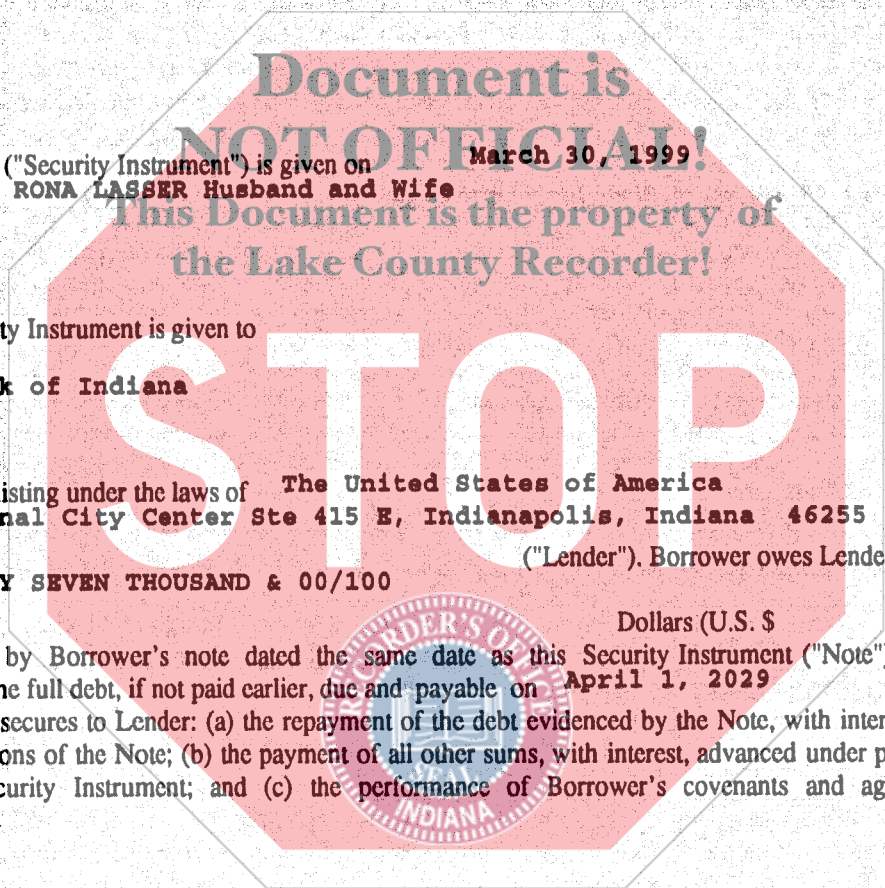 Document is
NOT OFFICIAL!
("Security Instrument") is given on March 30, 1999
RONA LASSER Husband and Wife
This Document is the property of
the Lake County Recorder!
ty Instrument is given to
STOP
k of Indiana
isting under the laws of The United States of America
nal City Center Ste 415 E, Indianapolis, Indiana 46255
("Lender"). Borrower owes Lende
Y SEVEN THOUSAND & 00/100
Dollars (U.S. $
by Borrower's note dated the same date as this Security Instrument ("Note"
he full debt, if not paid earlier, due and payable on April 1, 2029
secures to Lender: (a) the repayment of the debt evidenced by the Note, with inter
ons of the Note; (b) the payment of all other sums, with interest, advanced under p
curity Instrument; and (c) the performance of Borrower's covenants and ag
RECORDER'S OF
SEAL
INDIANA